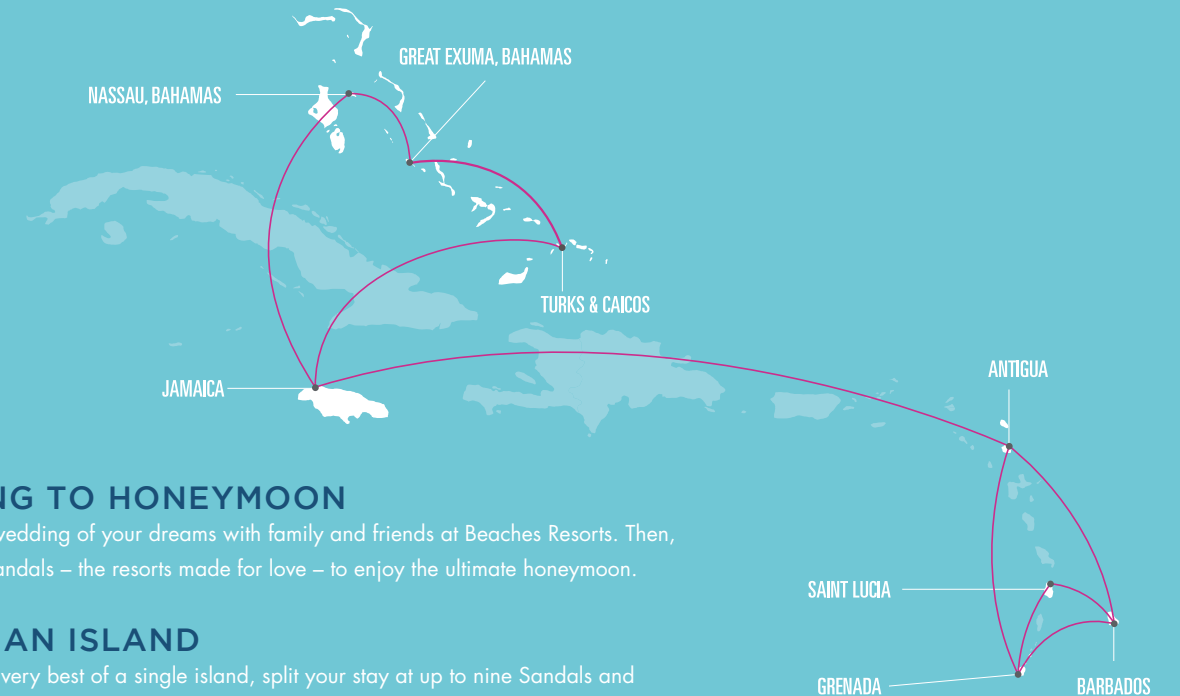 GREAT EXUMA, BAHAMAS
NASSAU, BAHAMAS
TURKS & CAICOS
JAMAICA
ANTIGUA
NG TO HONEYMOON
wedding of your dreams with family and friends at Beaches Resorts. Then,
andals – the resorts made for love – to enjoy the ultimate honeymoon.
SAINT LUCIA
AN ISLAND
very best of a single island, split your stay at up to nine Sandals and
GRENADA
BARBADOS